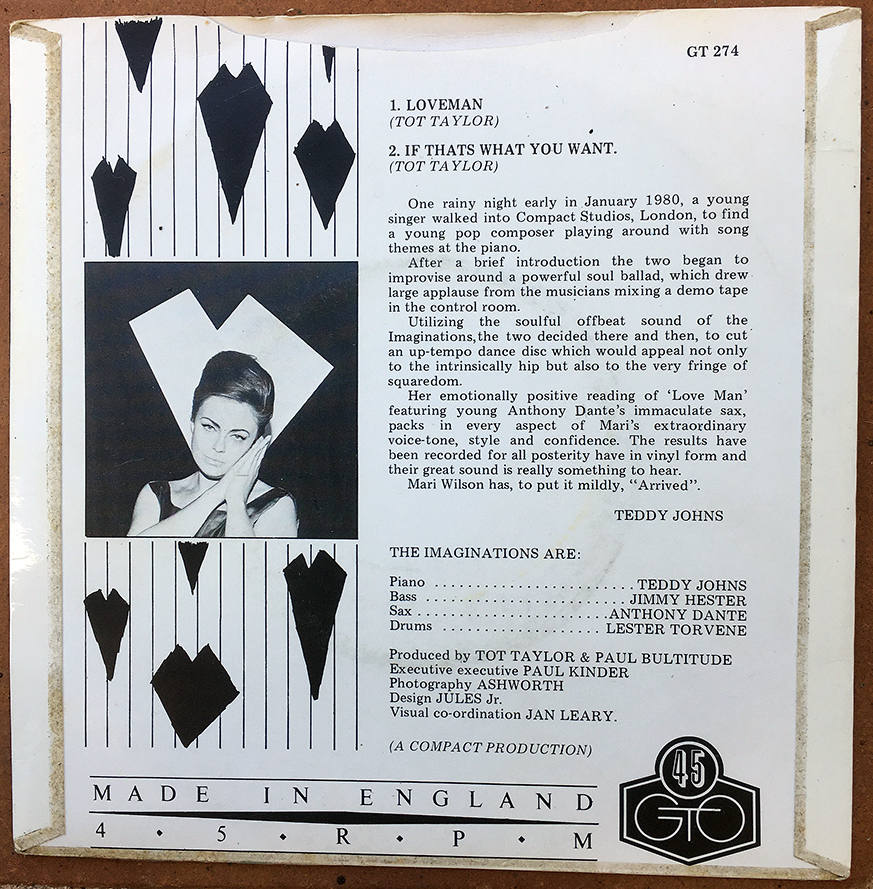 GT 274
1. LOVEMAN
(TOT TAYLOR)
2. IF THATS WHAT YOU WANT.
(TOT TAYLOR)
One rainy night early in January 1980, a young
singer walked into Compact Studios, London, to find
a young pop composer playing around with song
themes at the piano.
After a brief introduction the two began to
improvise around a powerful soul ballad, which drew
large applause from the musicians mixing a demo tape
in the control room.
Utilizing the soulful offbeat sound of the
Imaginations, the two decided there and then, to cut
an up-tempo dance disc which would appeal not only
to the intrinsically hip but also to the very fringe of
squaredom.
Her emotionally positive reading of ‘Love Man’
featuring young Anthony Dante’s immaculate sax,
packs in every aspect of Mari’s extraordinary
voice-tone, style and confidence. The results have
been recorded for all posterity have in vinyl form and
their great sound is really something to hear.
Mari Wilson has, to put it mildly, “Arrived”.
TEDDY JOHNS
THE IMAGINATIONS ARE:
Piano . . . . . . . . . . . . . . . . . . . . . . . . TEDDY JOHNS
Bass . . . . . . . . . . . . . . . . . . . . . . . . JIMMY HESTER
Sax . . . . . . . . . . . . . . . . . . . . . . ANTHONY DANTE
Drums . . . . . . . . . . . . . . . . . . . . LESTER TORVENE
Produced by TOT TAYLOR & PAUL BULTITUDE
Executive executive PAUL KINDER
Photography ASHWORTH
Design JULES Jr.
Visual co-ordination JAN LEARY.
(A COMPACT PRODUCTION)
MADE IN ENGLAND
4 • 5 • R • P • M
45
GTO